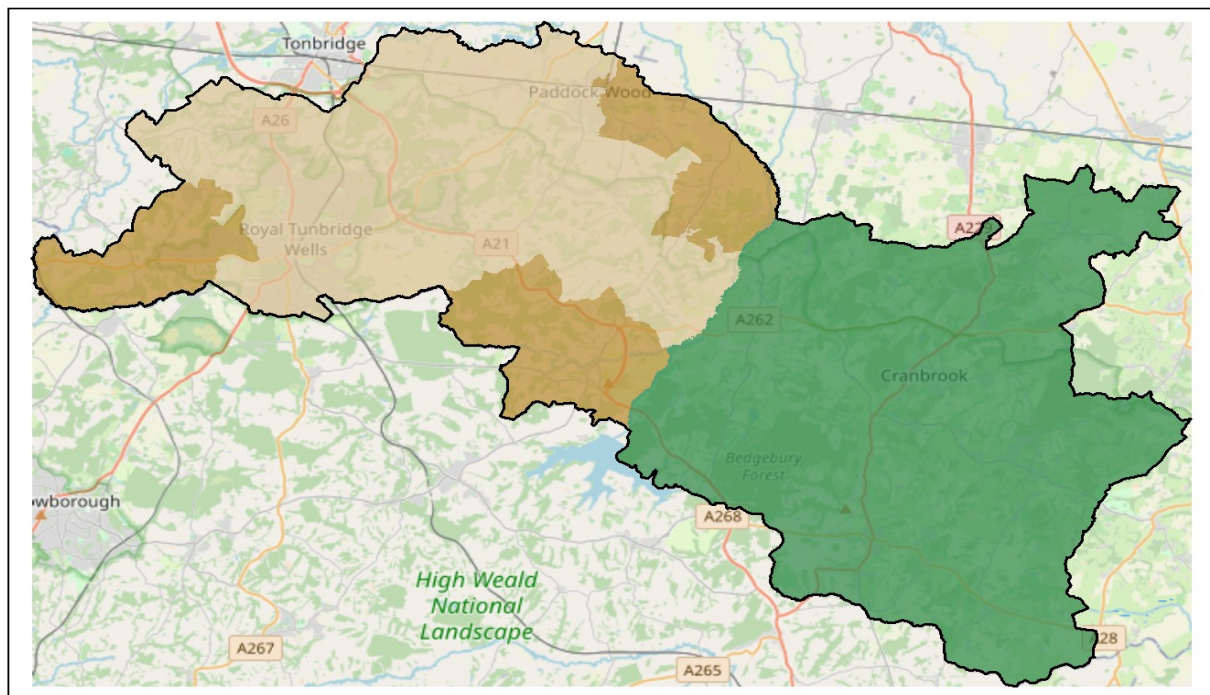 Tonbridge
Paddock Wood
A26
Royal Tunbridge
Wells
A21
A262
Cranbrook
Bedgebury
Forest
A268
owborough
High Weald
National
Landscape
A267
A265